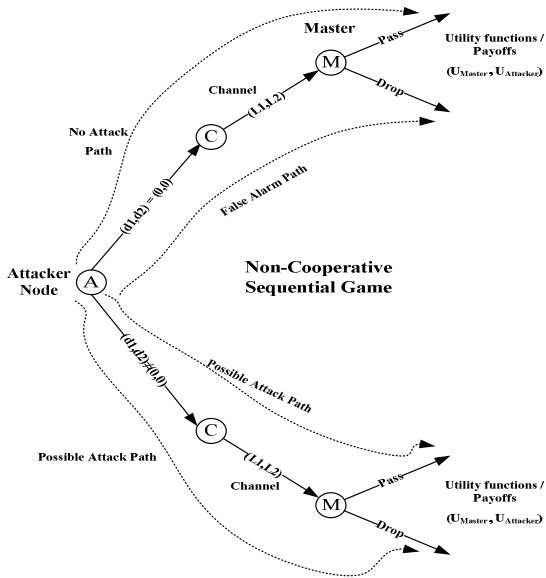 Master
M
Pass
Drop
Utility functions /
Payoffs
(UMaster , UAttacker)
Channel
(L1,L2)
C
No Attack
Path
(d1,d2) = (0,0)
False Alarm Path
Attacker
Node
A
Non-Cooperative
Sequential Game
(d1,d2)≠(0,0)
Possible Attack Path
C
Possible Attack Path
(L1,L2)
Channel
M
Pass
Drop
Utility functions /
Payoffs
(UMaster , UAttacker)